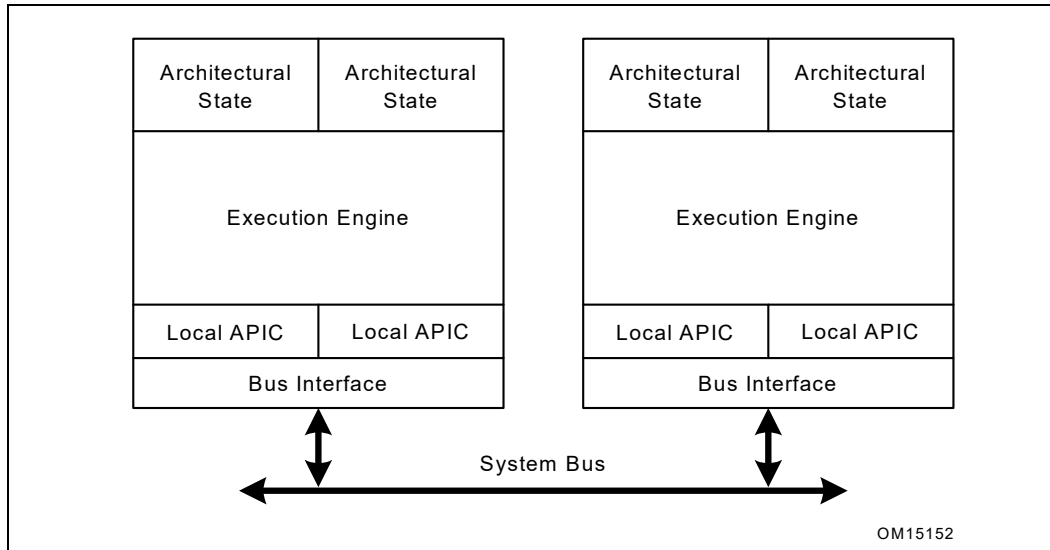 Architectural State
Architectural State
Architectural State
Architectural State
Execution Engine
Execution Engine
Local APIC
Local APIC
Local APIC
Local APIC
Bus Interface
Bus Interface
System Bus
OM15152